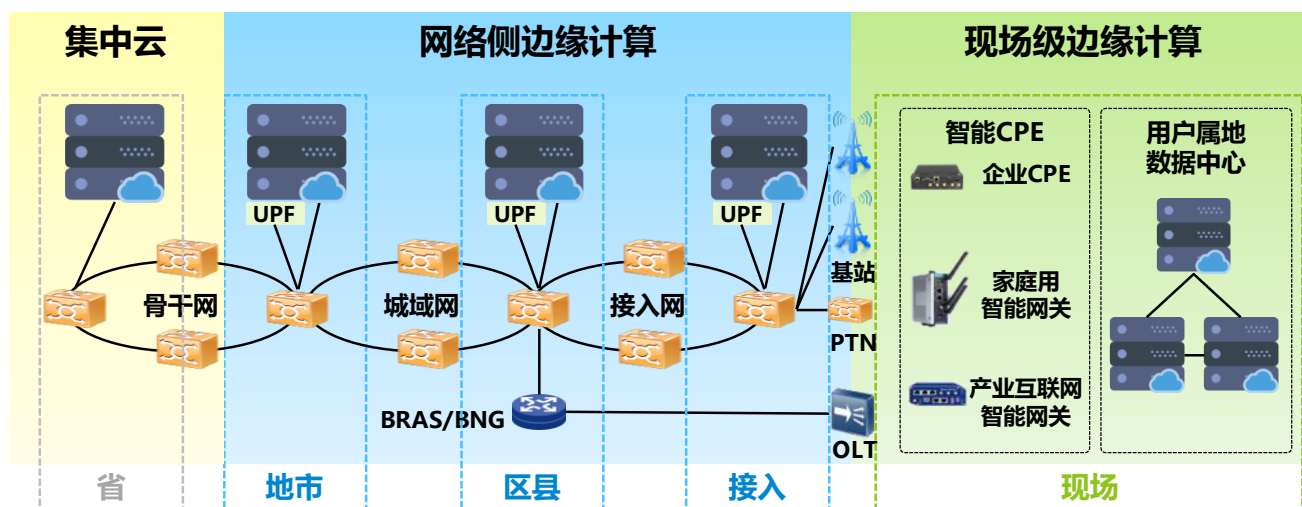 集中云
网络侧边缘计算
现场级边缘计算
智能CPE
企业CPE
家庭用
智能网关
产业互联网
智能网关
用户属地
数据中心
UPF
UPF
UPF
骨干网
城域网
接入网
基站
PTN
BRAS/BNG
OLT
省
地市
区县
接入
现场